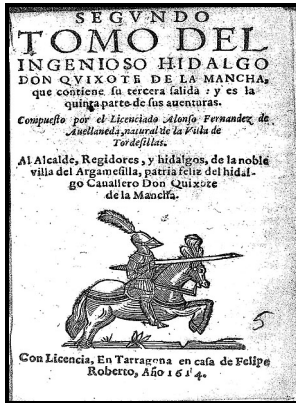 SEGVNDO
TOMO DEL
INGENIOSO HIDALGO
DON QVIXOTE DE LA MANCHA,
que contiene su tercera salida : y es la
quinta parte de sus auenturas.
Compuesto por el Licenciado Alonso Fernandez de
Auellaneda, natural de la Villa de
Tordesillas.
Al Alcalde, Regidores, y hidalgos, de la noble
villa del Argamesilla, patria feliz del hidal-
go Cauallero Don Quixote
de la Mancha.
5
Con Licencia, En Tarragona en casa de Felipe
Roberto, Año 1614.